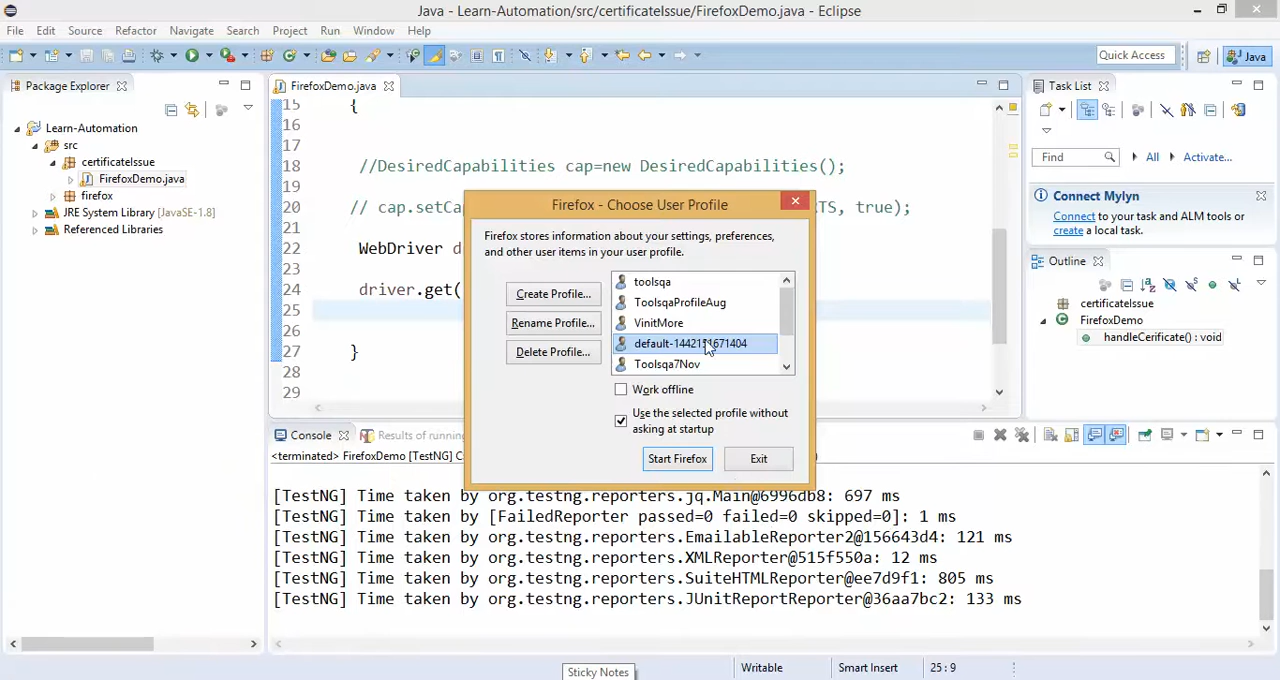 Java - Learn-Automation/src/certificateIssue/FirefoxDemo.java - Eclipse
File Edit Source Refactor Navigate Search Project Run Window Help
Quick Access
Java
Package Explorer
Learn-Automation
src
certificateIssue
FirefoxDemo.java
firefox
JRE System Library [JavaSE-1.8]
Referenced Libraries
FirefoxDemo.java
15 {
16
17
18 //DesiredCapabilities cap=new DesiredCapabilities();
19
20 // cap.setCa
TS, true);
21
22 WebDriver d
23
24 driver.get(
25
26
27 }
28
29
Firefox - Choose User Profile
Firefox stores information about your settings, preferences,
and other user items in your user profile.
Create Profile...
Rename Profile...
Delete Profile...
toolsqa
ToolsqaProfileAug
VinitMore
Toolsqa7Nov
Work offline
Use the selected profile without
asking at startup
Start Firefox
Exit
Task List
Find
All
Activate...
Connect Mylyn
Connect to your task and ALM tools or
create a local task.
Outline
certificateIssue
FirefoxDemo
handleCerificate() : void
Console
Results of running
<terminated> FirefoxDemo [TestNG] C
[TestNG] Time taken by org.testng.reporters.jq.Main@6996db8: 697 ms
[TestNG] Time taken by [FailedReporter passed=0 failed=0 skipped=0]: 1 ms
[TestNG] Time taken by org.testng.reporters.EmailableReporter2@156643d4: 121 ms
[TestNG] Time taken by org.testng.reporters.XMLReporter@515f550a: 12 ms
[TestNG] Time taken by org.testng.reporters.SuiteHTMLReporter@ee7d9f1: 805 ms
[TestNG] Time taken by org.testng.reporters.JUnitReportReporter@36aa7bc2: 133 ms
Sticky Notes
Writable
Smart Insert
25 : 9